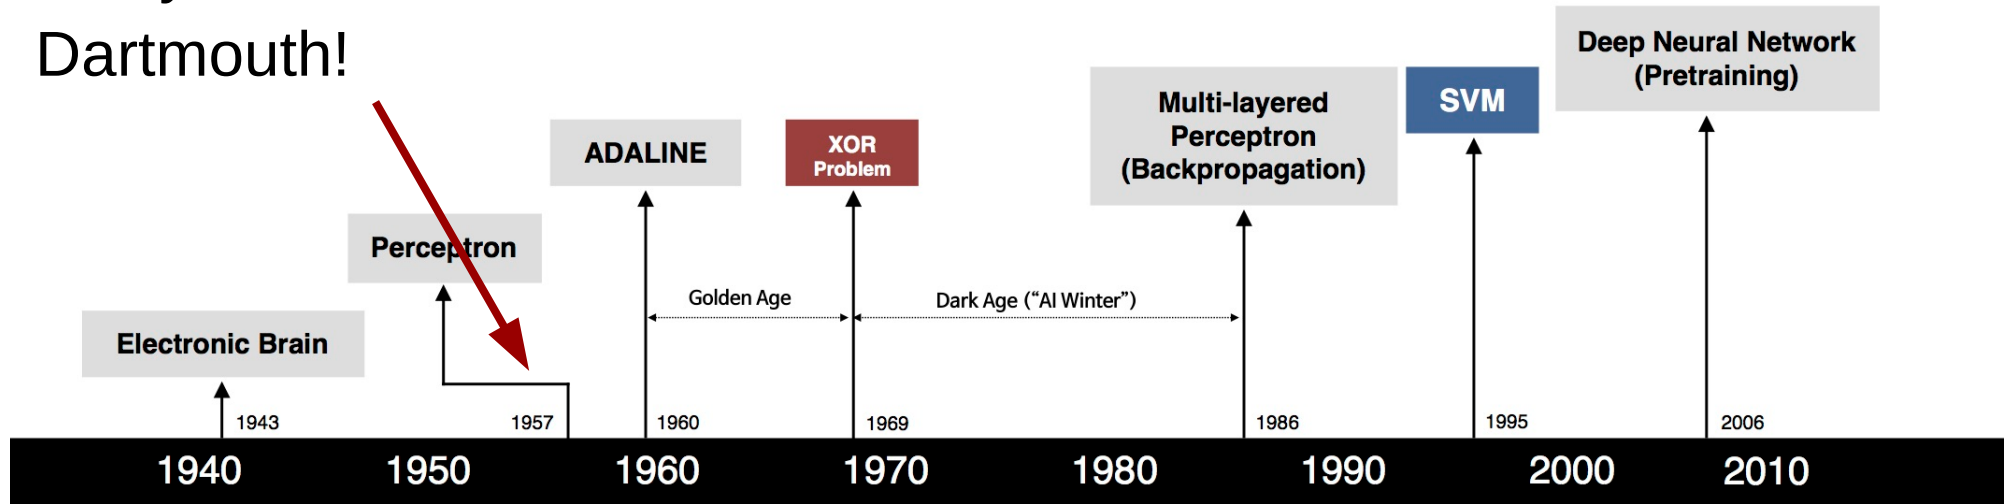 Dartmouth!
Deep Neural Network
(Pretraining)
Multi-layered
Perceptron
(Backpropagation)
SVM
ADALINE
XOR
Problem
Perceptron
Golden Age
Dark Age (“AI Winter”)
Electronic Brain
1943
1957
1960
1969
1986
1995
2006
1940 1950 1960 1970 1980 1990 2000 2010